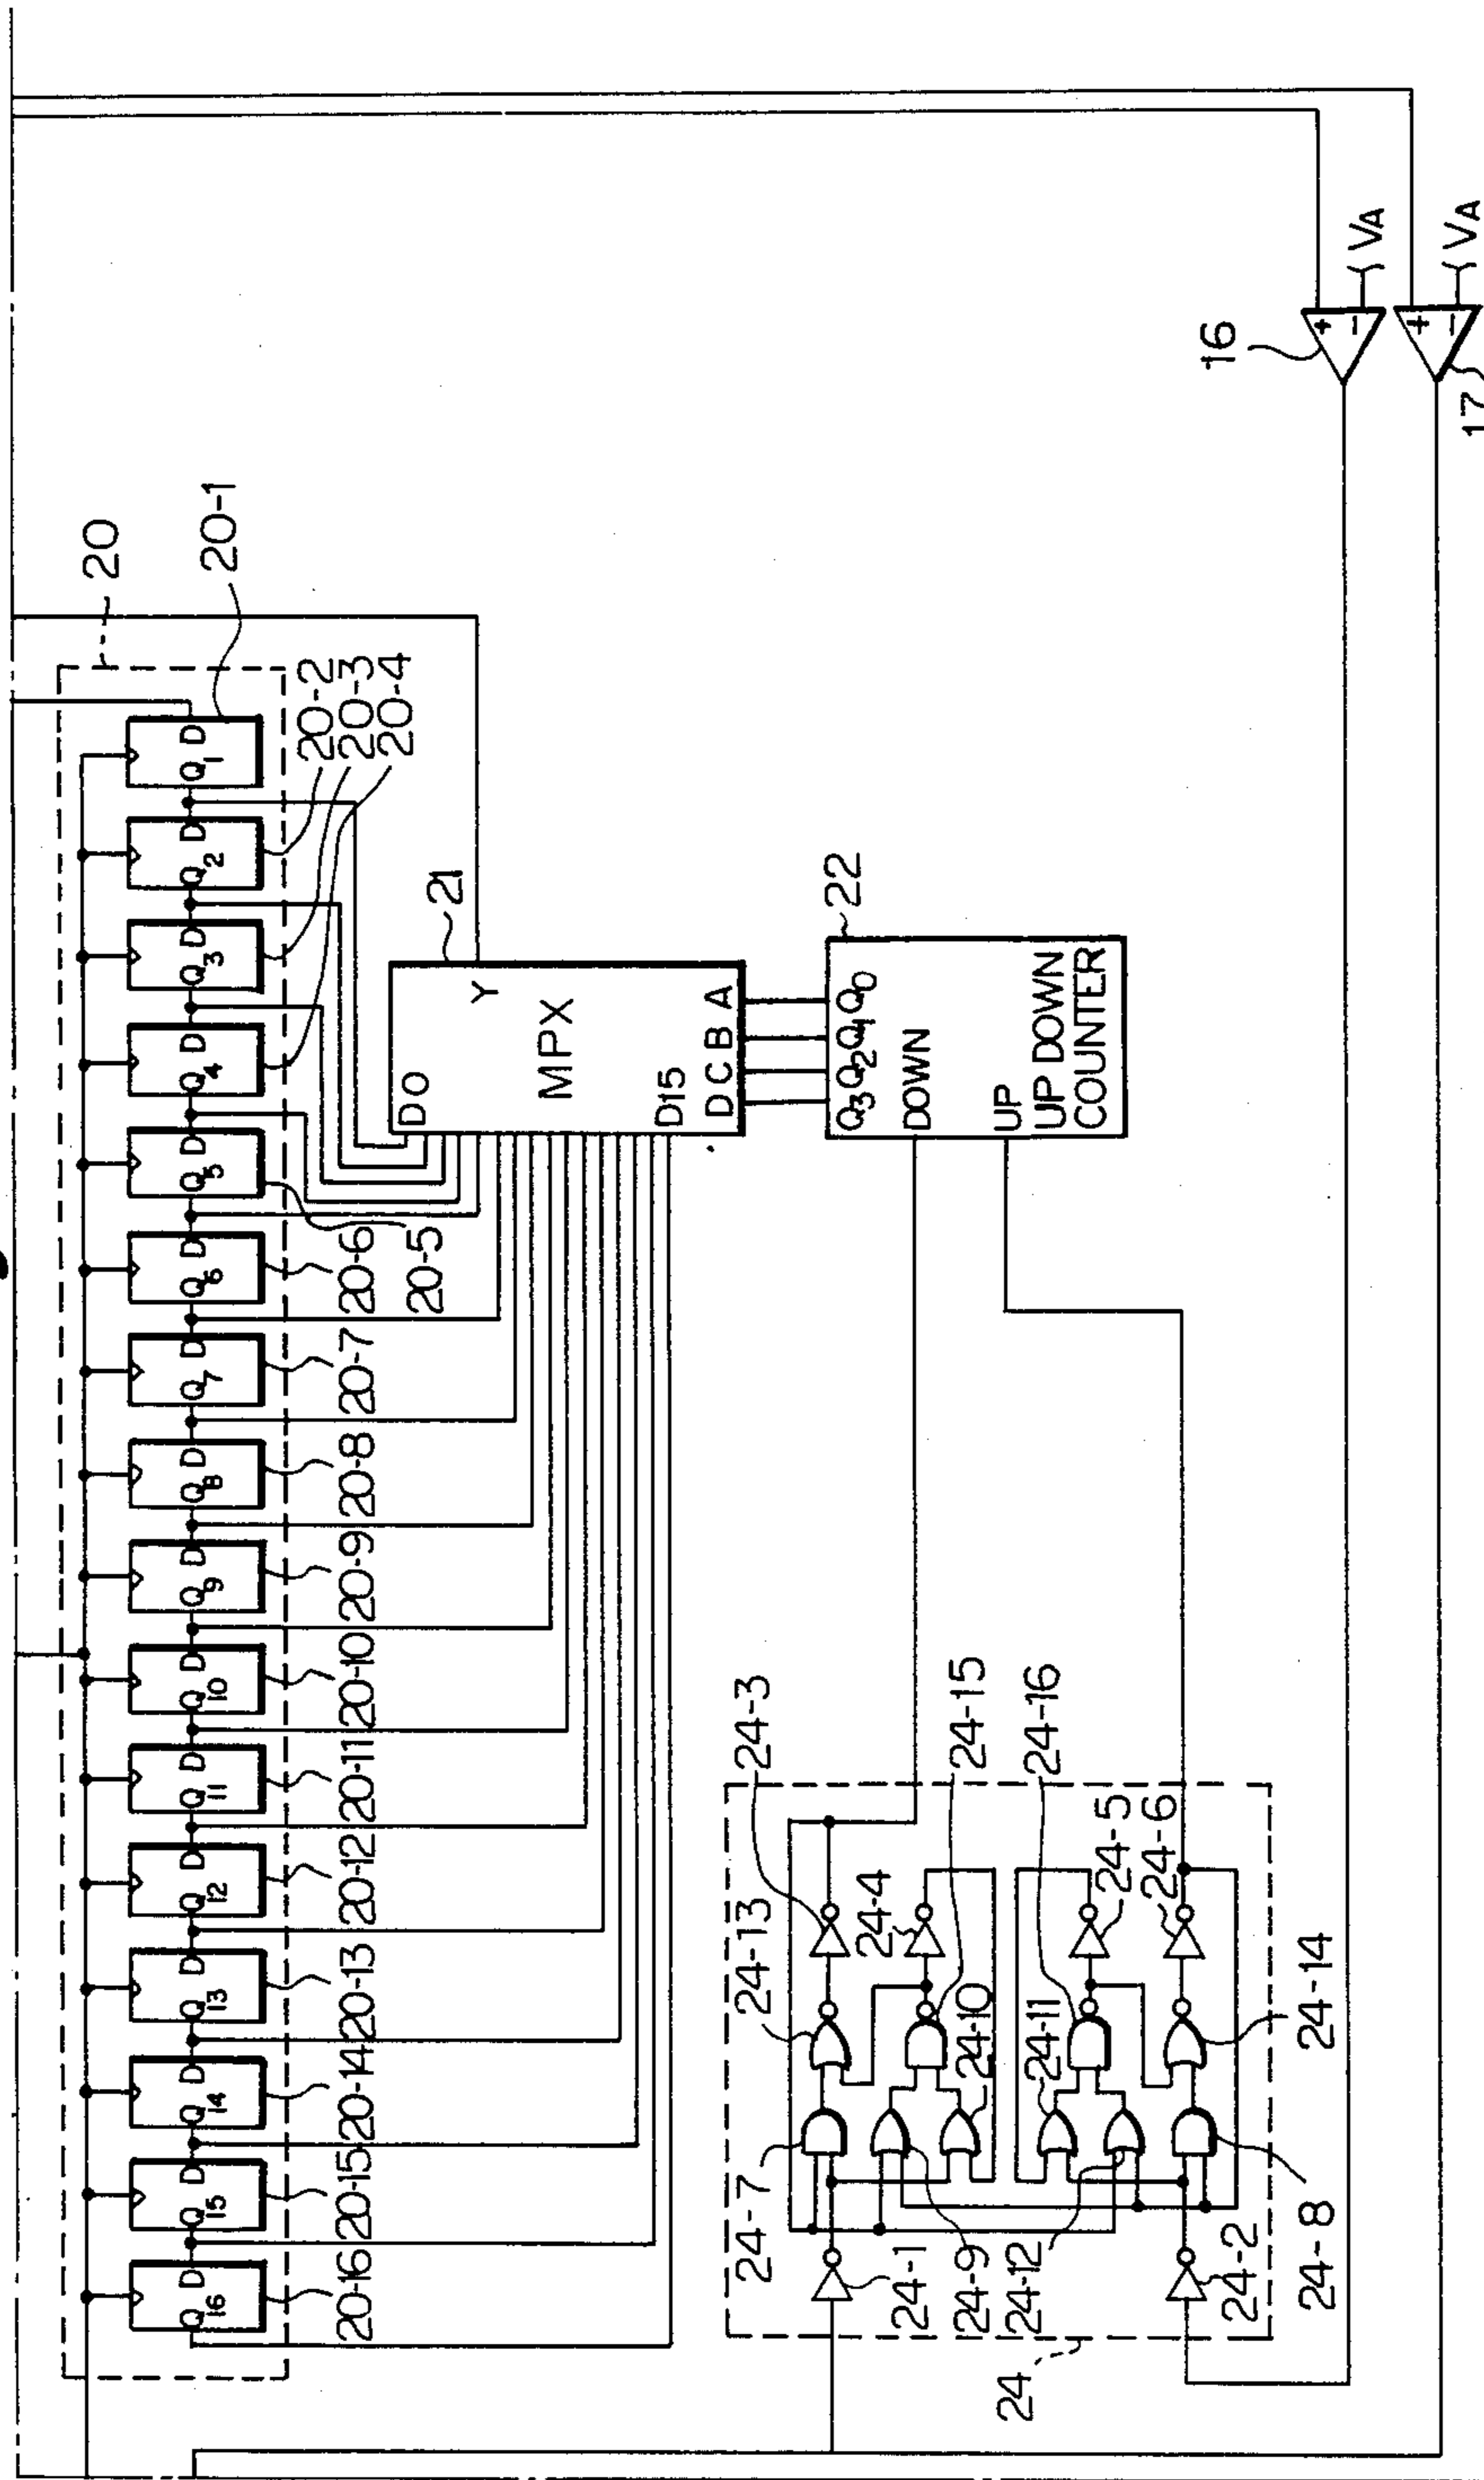 20
20-1
20-2
20-3
20-4
20-5
20-6
20-7
20-8
20-9
20-10
20-11
20-12
20-13
20-14
20-15
20-16
D Q1
D Q2
D Q3
D Q4
D Q5
D Q6
D Q7
D Q8
D Q9
D Q10
D Q11
D Q12
D Q13
D Q14
D Q15
D Q16
21
D0
Y
MPX
D15
D C B A
22
Q3 Q2 Q1 Q0
DOWN
UP
UP DOWN
COUNTER
16
+
-
VA
17
+
-
VA
24
24-1
24-2
24-3
24-4
24-5
24-6
24-7
24-8
24-9
24-10
24-11
24-12
24-13
24-14
24-15
24-16